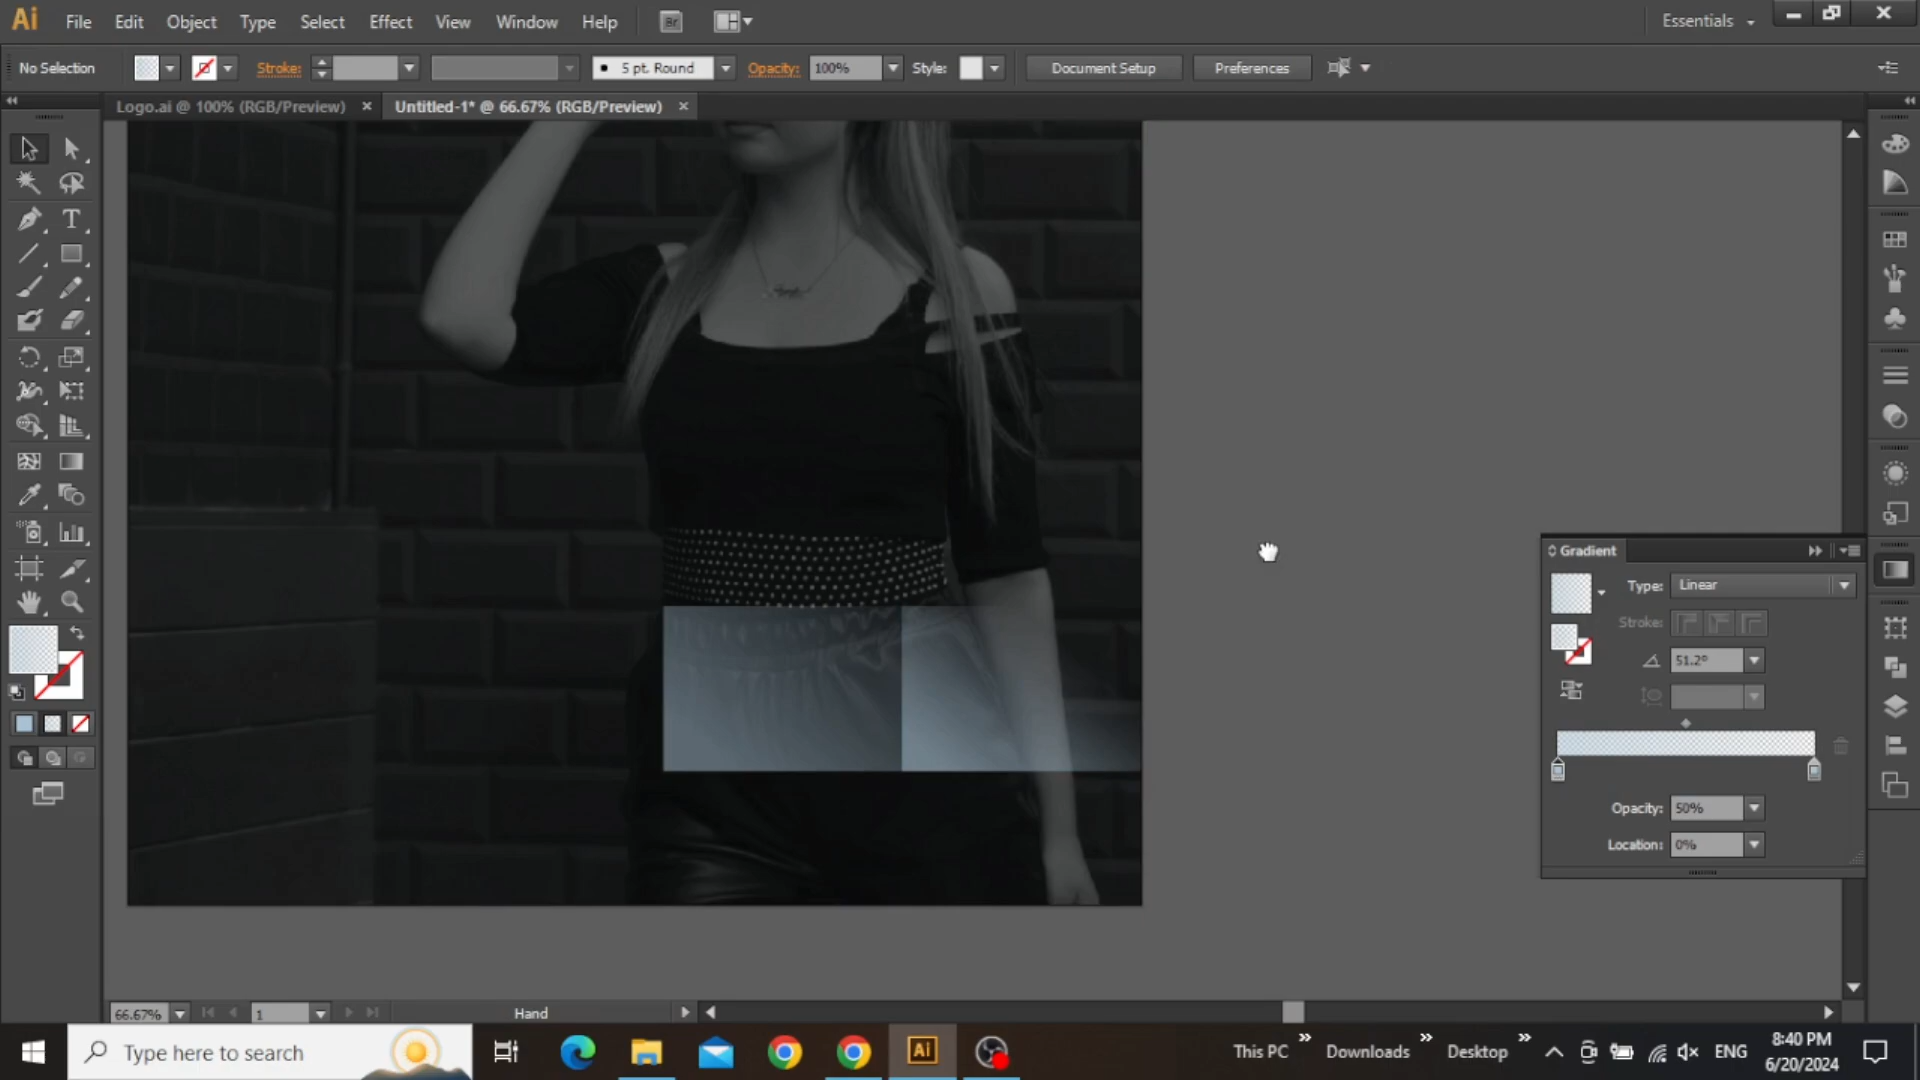 Ai File Edit Object Type Select Effect View Window Help Br Essentials
No Selection Stroke: 5 pt. Round Opacity: 100% Style: Document Setup Preferences
Logo.ai @ 100% (RGB/Preview) Untitled-1* @ 66.67% (RGB/Preview)
Gradient
Type: Linear
Stroke:
51.2°
Opacity: 50%
Location: 0%
66.67% 1 Hand
Type here to search Ai This PC Downloads Desktop ENG 8:40 PM
6/20/2024